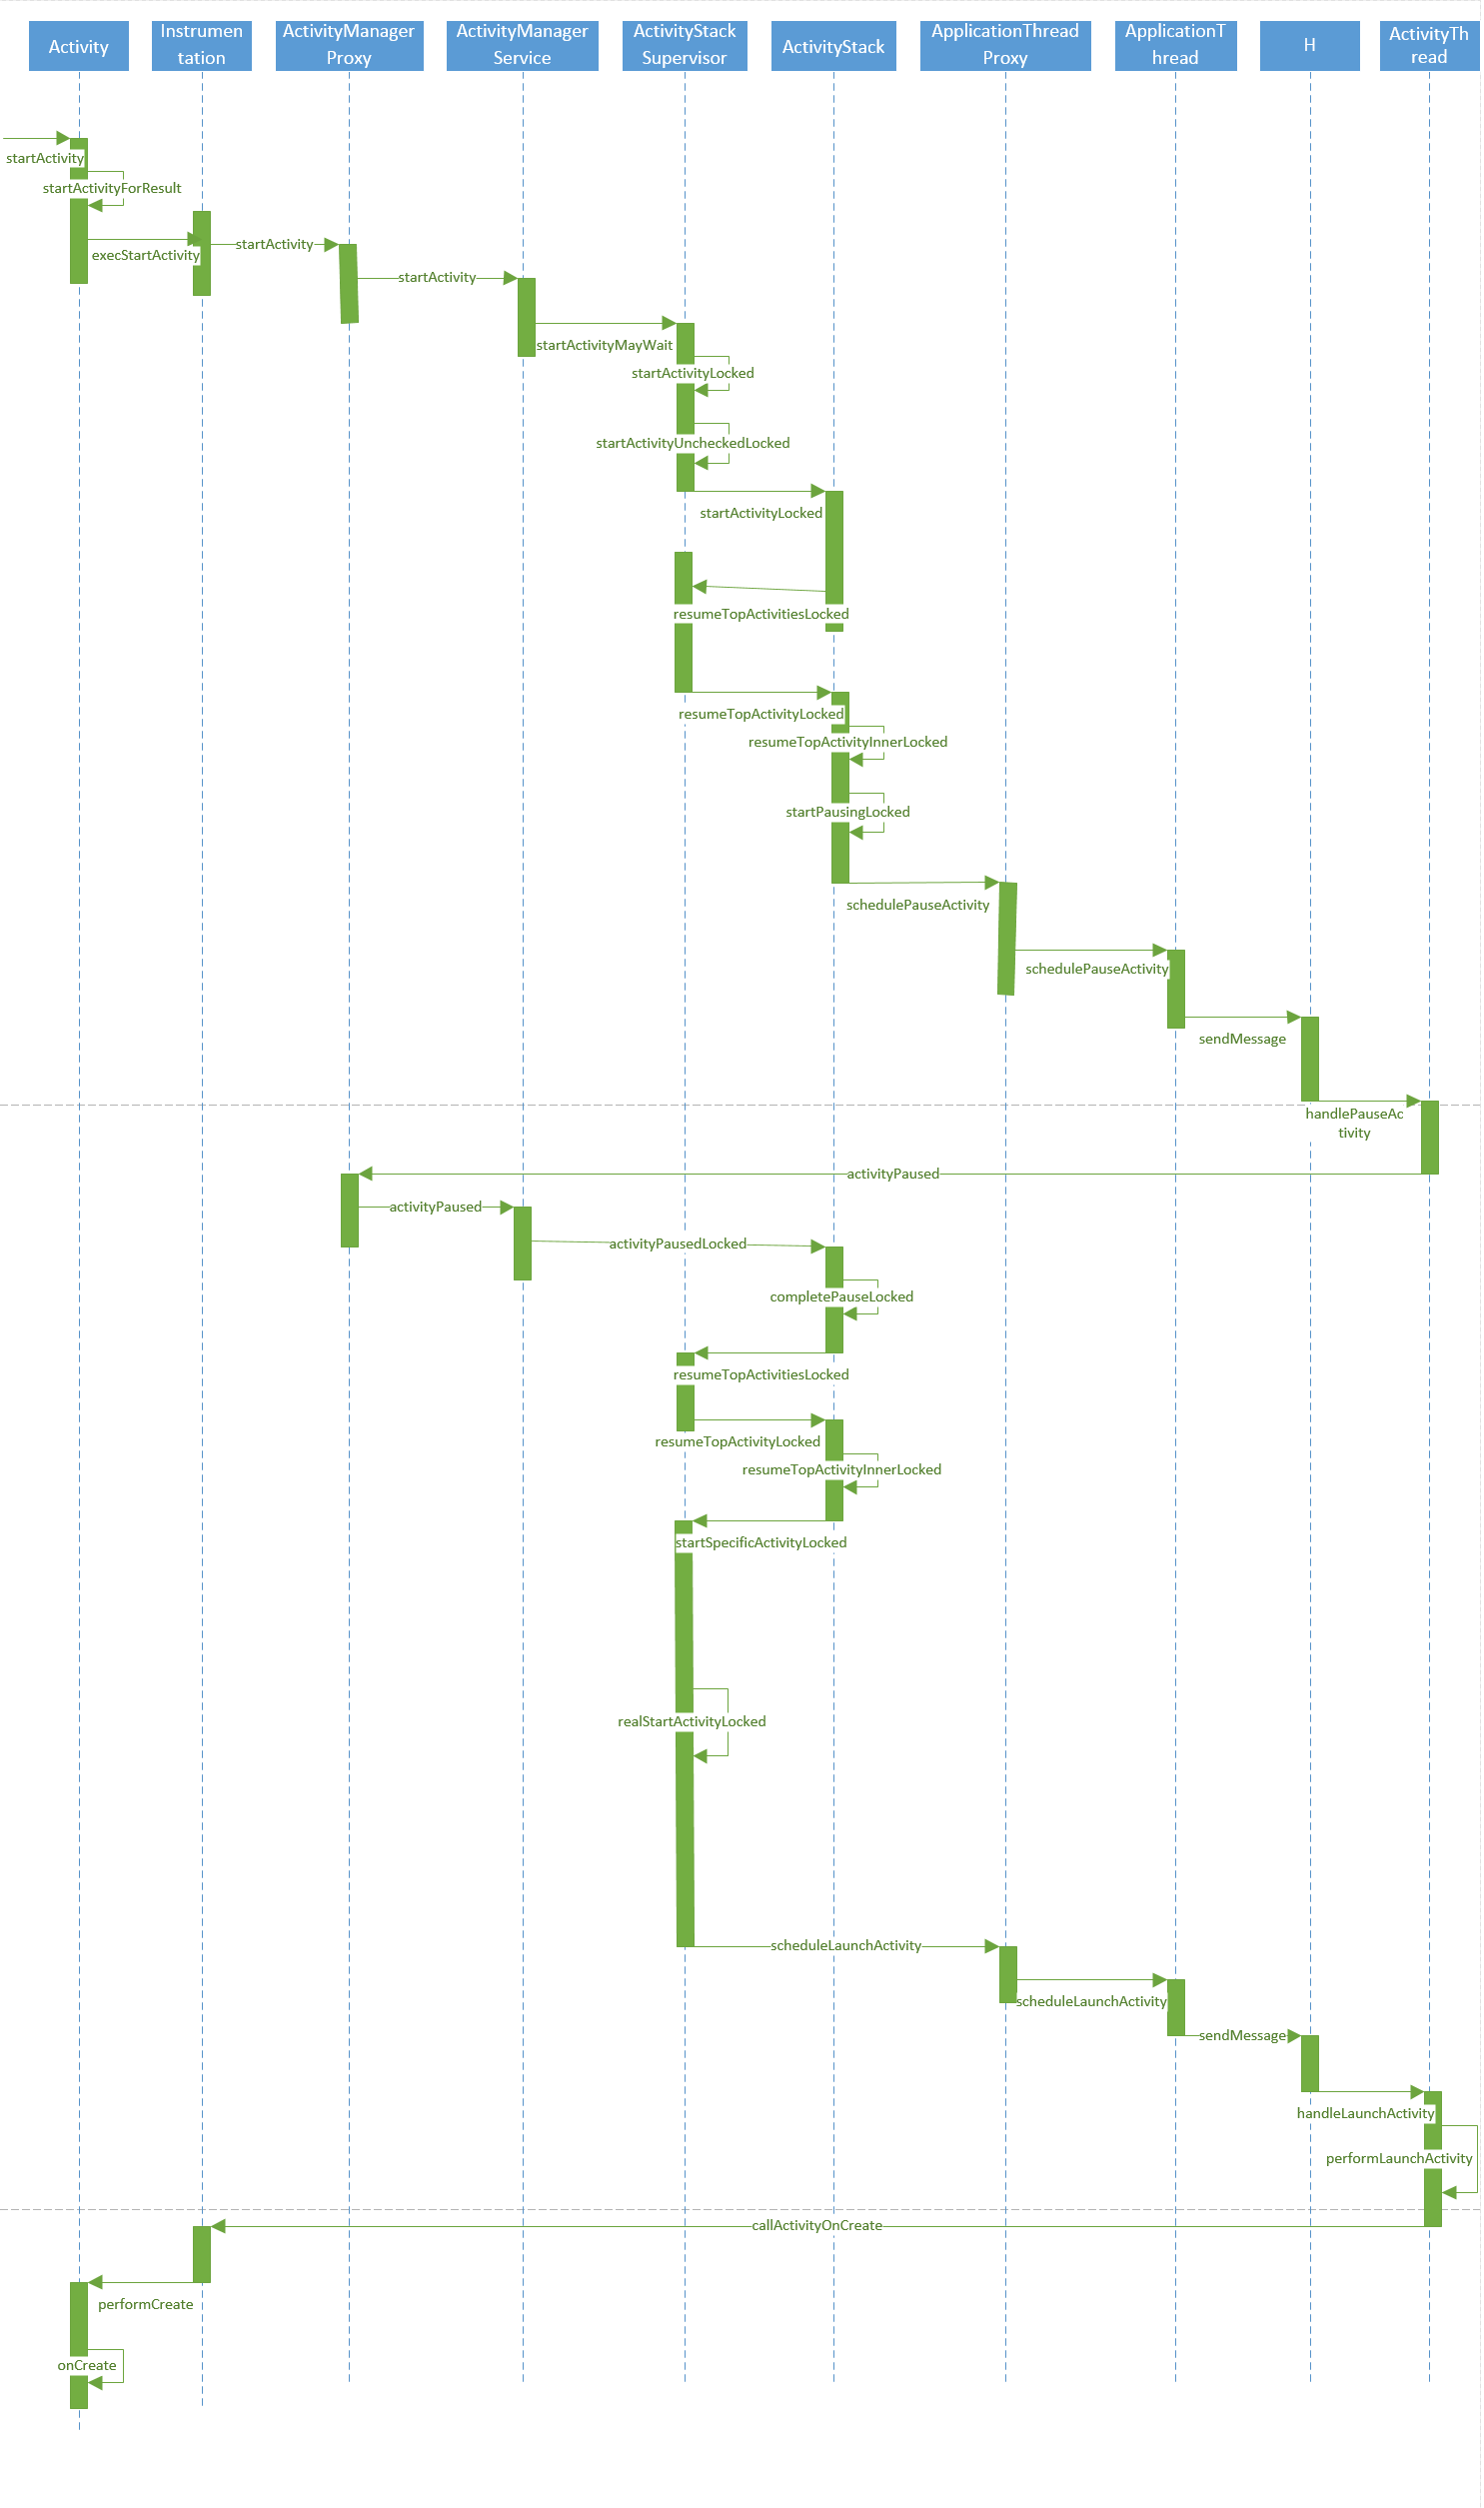 Activity
Instrumen
tation
ActivityManager
Proxy
ActivityManager
Service
ActivityStack
Supervisor
ActivityStack
ApplicationThread
Proxy
ApplicationT
hread
H
ActivityTh
read
startActivity
startActivityForResult
execStartActivity
startActivity
startActivity
startActivityMayWait
startActivityLocked
startActivityUncheckedLocked
startActivityLocked
resumeTopActivitiesLocked
resumeTopActivityLocked
resumeTopActivityInnerLocked
startPausingLocked
schedulePauseActivity
schedulePauseActivity
sendMessage
handlePauseAc
tivity
activityPaused
activityPaused
activityPausedLocked
completePauseLocked
resumeTopActivitiesLocked
resumeTopActivityLocked
resumeTopActivityInnerLocked
startSpecificActivityLocked
realStartActivityLocked
scheduleLaunchActivity
scheduleLaunchActivity
sendMessage
handleLaunchActivity
performLaunchActivity
callActivityOnCreate
performCreate
onCreate